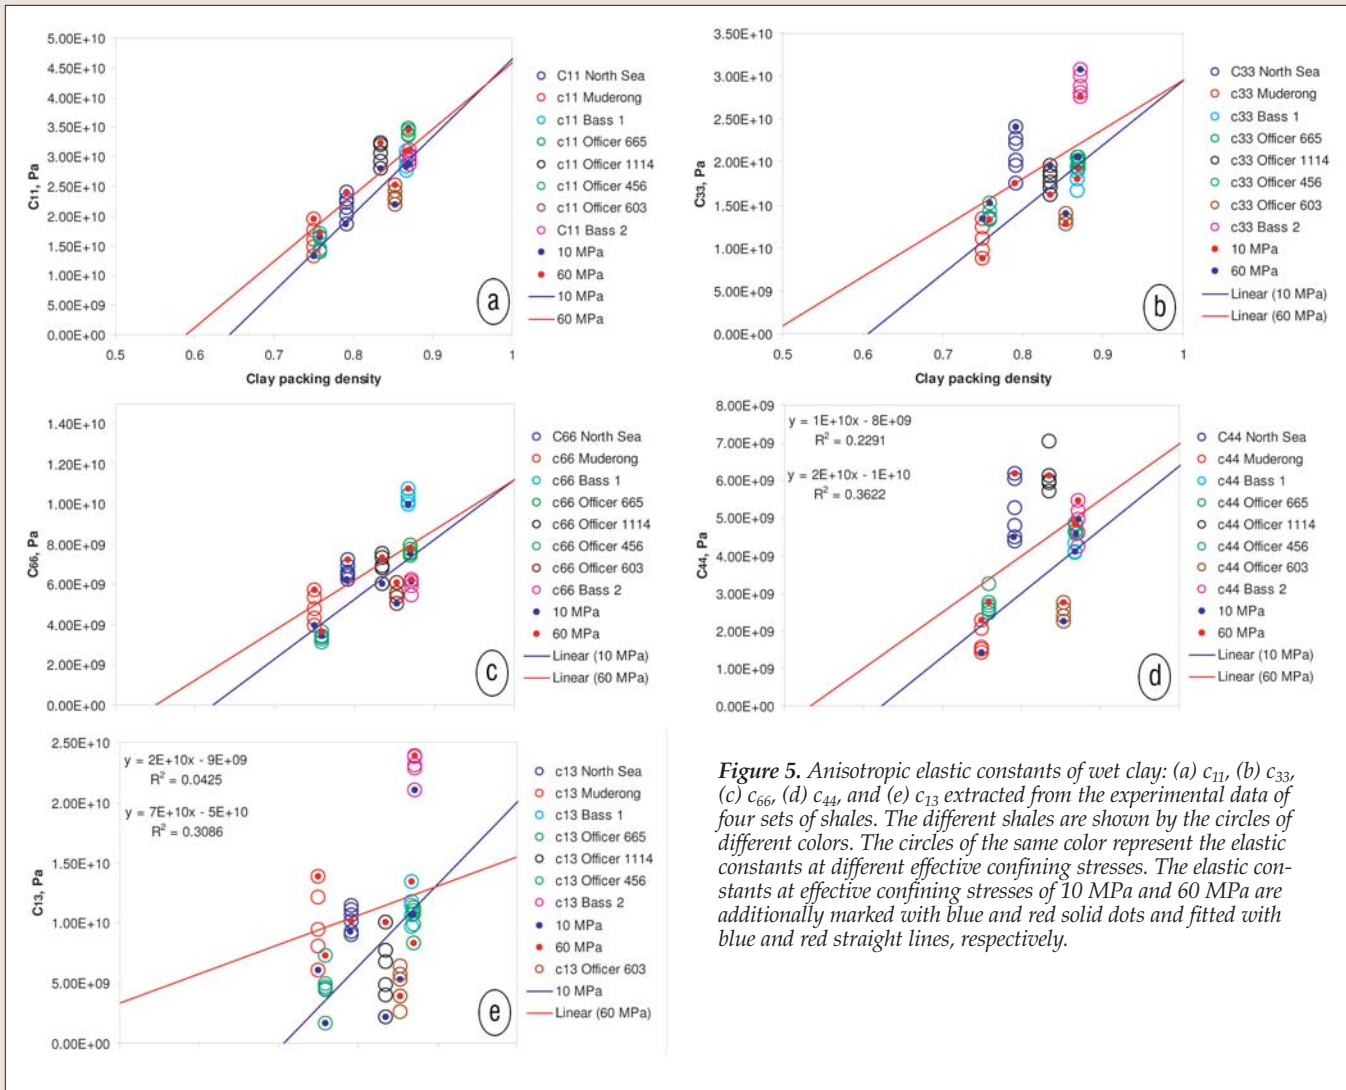 5.00E+10
4.50E+10
4.00E+10
3.50E+10
3.00E+10
2.50E+10
2.00E+10
1.50E+10
1.00E+10
5.00E+09
0.00E+00
C11, Pa
0.5 0.6 0.7 0.8 0.9 1
Clay packing density
C11 North Sea
c11 Muderong
c11 Bass 1
c11 Officer 665
c11 Officer 1114
c11 Officer 456
c11 Officer 603
C11 Bass 2
10 MPa
60 MPa
10 MPa
60 MPa
a
3.50E+10
3.00E+10
2.50E+10
2.00E+10
1.50E+10
1.00E+10
5.00E+09
0.00E+00
C33, Pa
0.5 0.6 0.7 0.8 0.9 1
Clay packing density
C33 North Sea
c33 Muderong
c33 Bass 1
c33 Officer 665
c33 Officer 1114
c33 Officer 456
c33 Officer 603
c33 Bass 2
10 MPa
60 MPa
Linear (10 MPa)
Linear (60 MPa)
b
1.40E+10
1.20E+10
1.00E+10
8.00E+09
6.00E+09
4.00E+09
2.00E+09
0.00E+00
C66, Pa
C66 North Sea
c66 Muderong
c66 Bass 1
c66 Officer 665
c66 Officer 1114
c66 Officer 456
c66 Officer 603
c66 Bass 2
10 MPa
60 MPa
Linear (10 MPa)
Linear (60 MPa)
c
8.00E+09
7.00E+09
6.00E+09
5.00E+09
4.00E+09
3.00E+09
2.00E+09
1.00E+09
0.00E+00
C44, Pa
y = 1E+10x - 8E+09
R² = 0.2291
y = 2E+10x - 1E+10
R² = 0.3622
C44 North Sea
c44 Muderong
c44 Bass 1
c44 Officer 665
c44 Officer 1114
c44 Officer 456
c44 Officer 603
c44 Bass 2
10 MPa
60 MPa
Linear (10 MPa)
Linear (60 MPa)
d
2.50E+10
2.00E+10
1.50E+10
1.00E+10
5.00E+09
0.00E+00
C13, Pa
y = 2E+10x - 9E+09
R² = 0.0425
y = 7E+10x - 5E+10
R² = 0.3086
c13 North Sea
c13 Muderong
c13 Bass 1
c13 Officer 665
c13 Officer 1114
c13 Officer 456
c13 Bass 2
10 MPa
60 MPa
c13 Officer 603
10 MPa
Linear (60 MPa)
e
Figure 5. Anisotropic elastic constants of wet clay: (a) c11, (b) c33,
(c) c66, (d) c44, and (e) c13 extracted from the experimental data of
four sets of shales. The different shales are shown by the circles of
different colors. The circles of the same color represent the elastic
constants at different effective confining stresses. The elastic con-
stants at effective confining stresses of 10 MPa and 60 MPa are
additionally marked with blue and red solid dots and fitted with
blue and red straight lines, respectively.